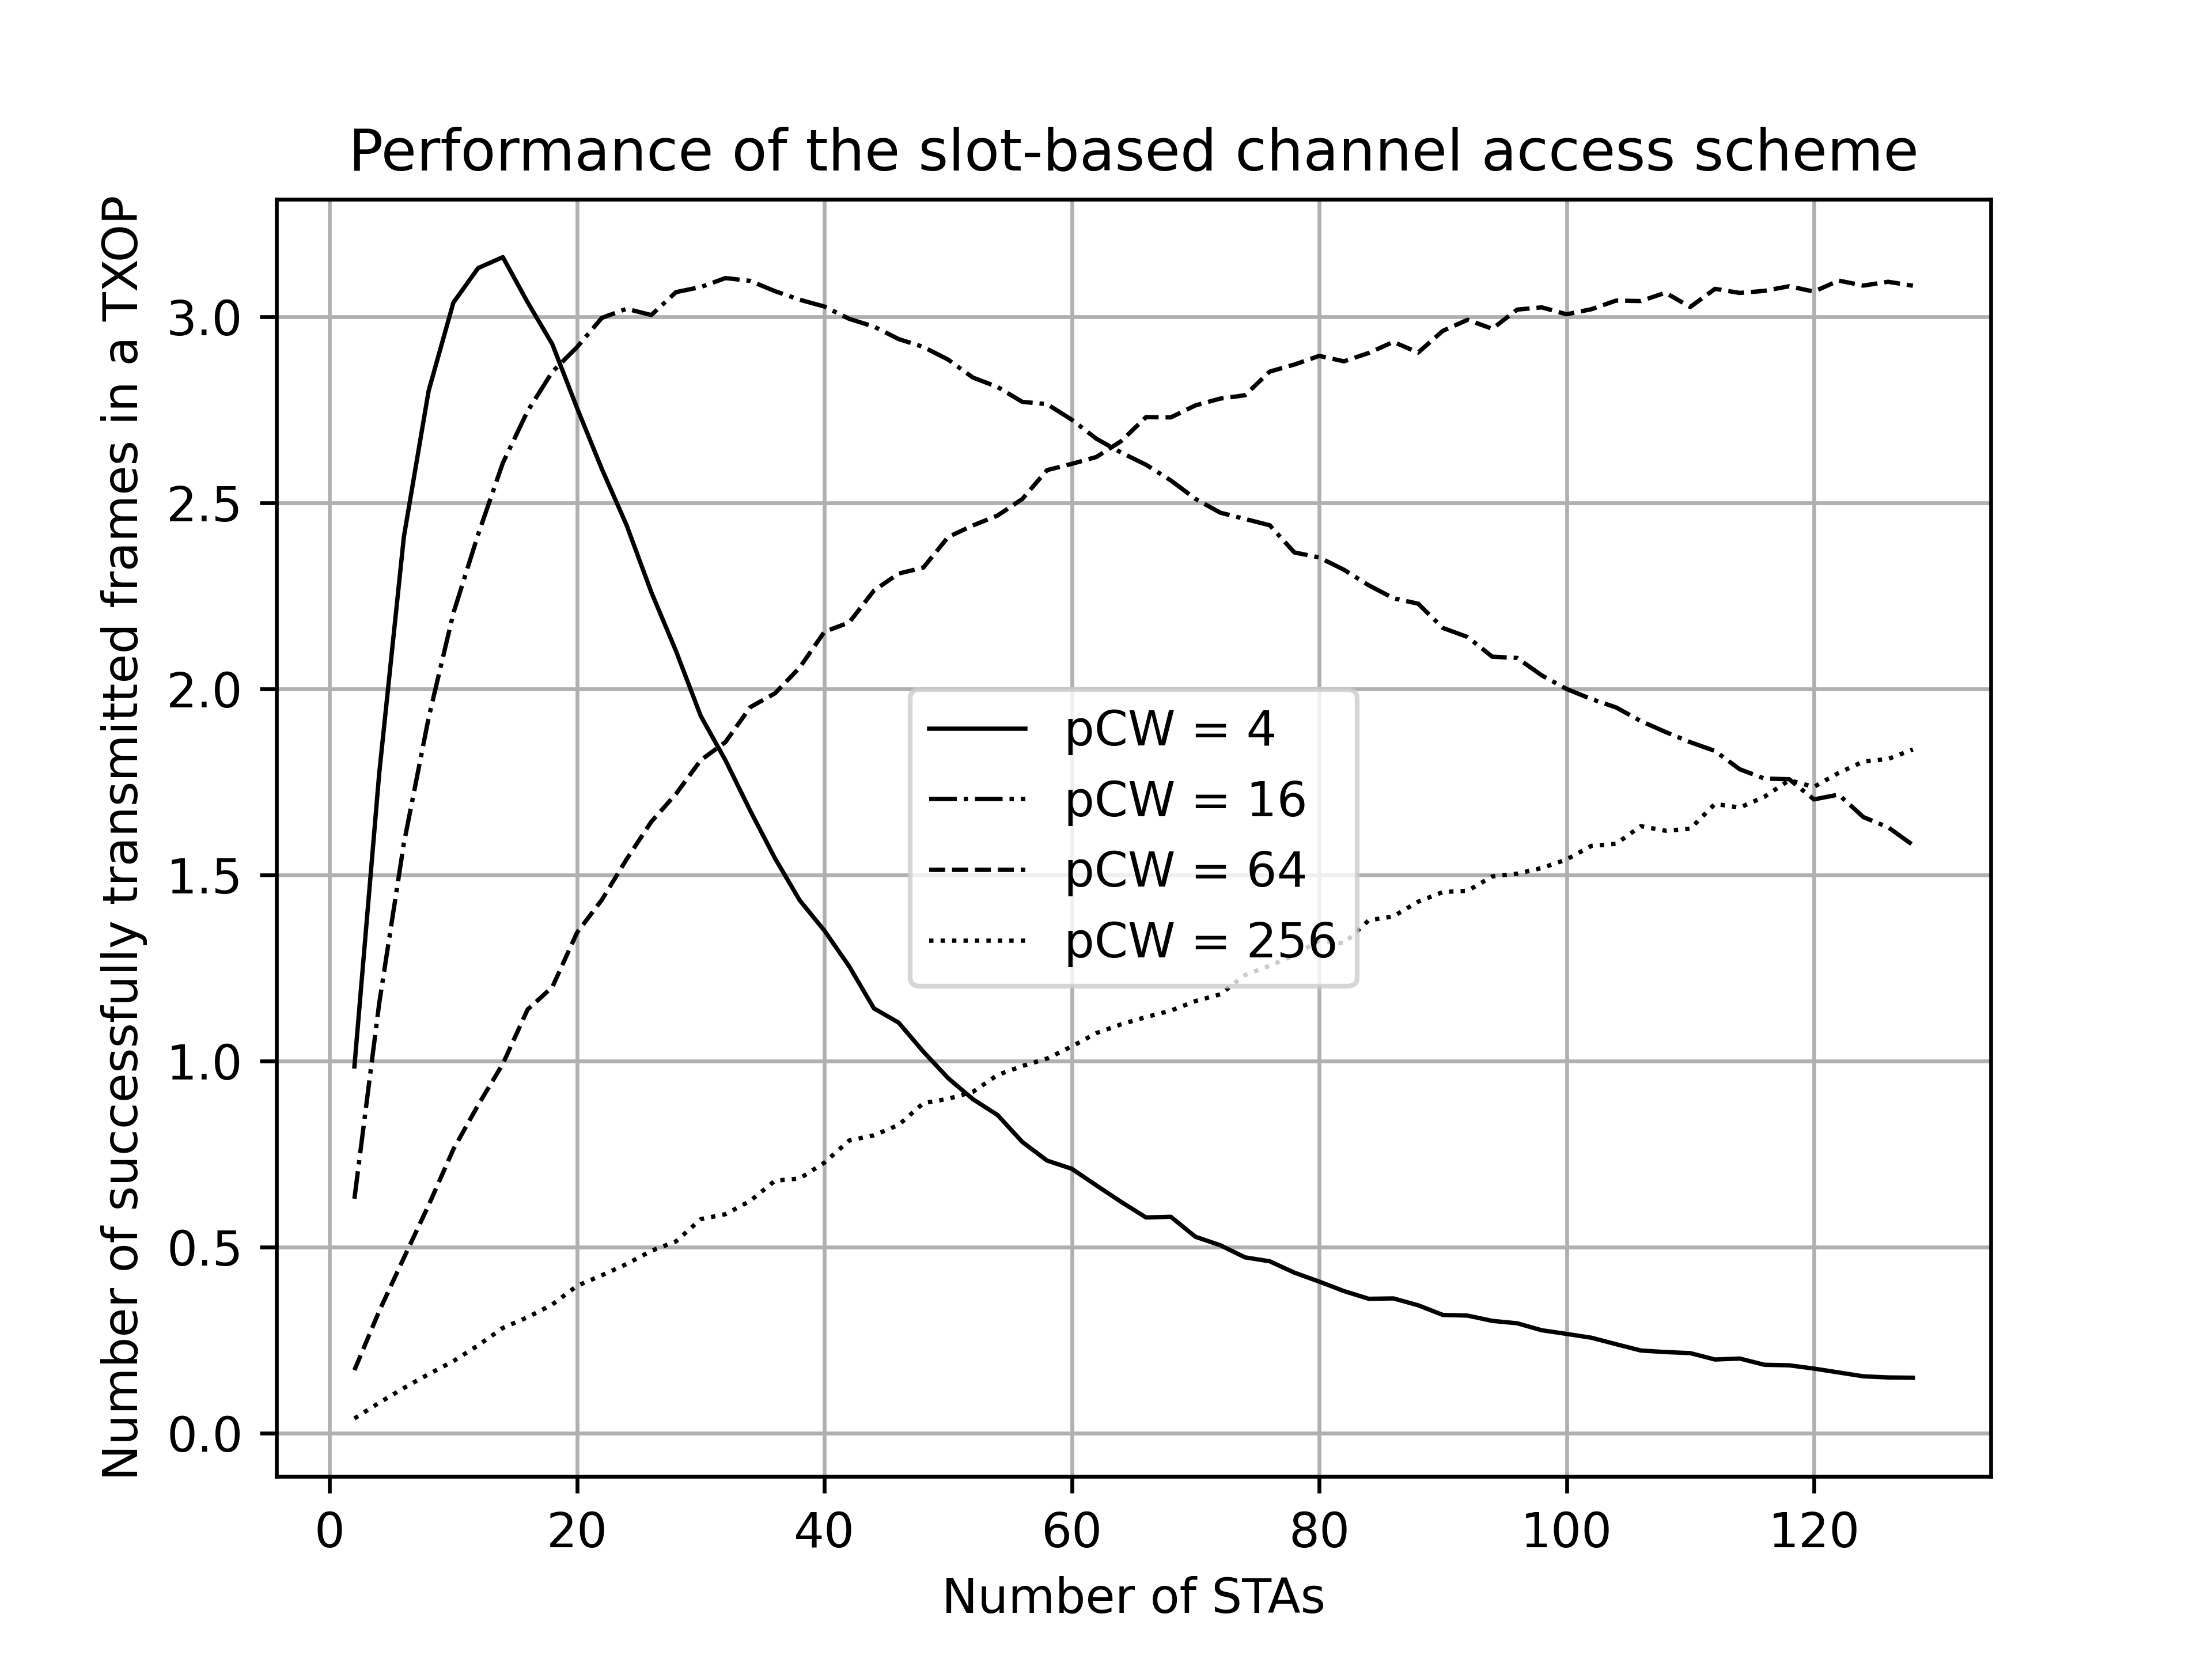 Performance of the slot-based channel access scheme
Number of successfully transmitted frames in a TXOP
3.0
2.5
2.0
1.5
1.0
0.5
0.0
pCW = 4
pCW = 16
pCW = 64
pCW = 256
0 20 40 60 80 100 120
Number of STAs